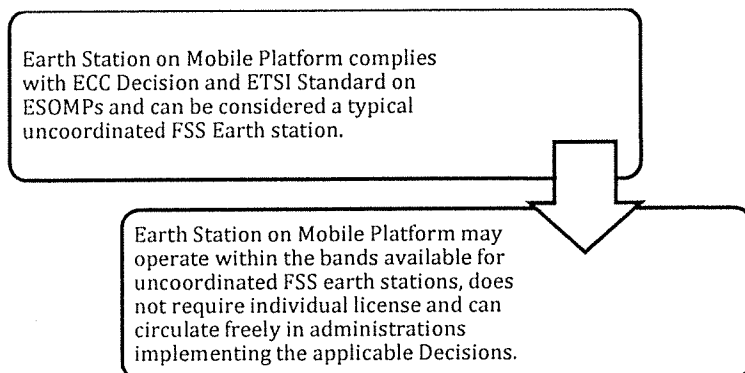 Earth Station on Mobile Platform complies
with ECC Decision and ETSI Standard on
ESOMPs and can be considered a typical
uncoordinated FSS Earth station.
Earth Station on Mobile Platform may
operate within the bands available for
uncoordinated FSS earth stations, does
not require individual license and can
circulate freely in administrations
implementing the applicable Decisions.